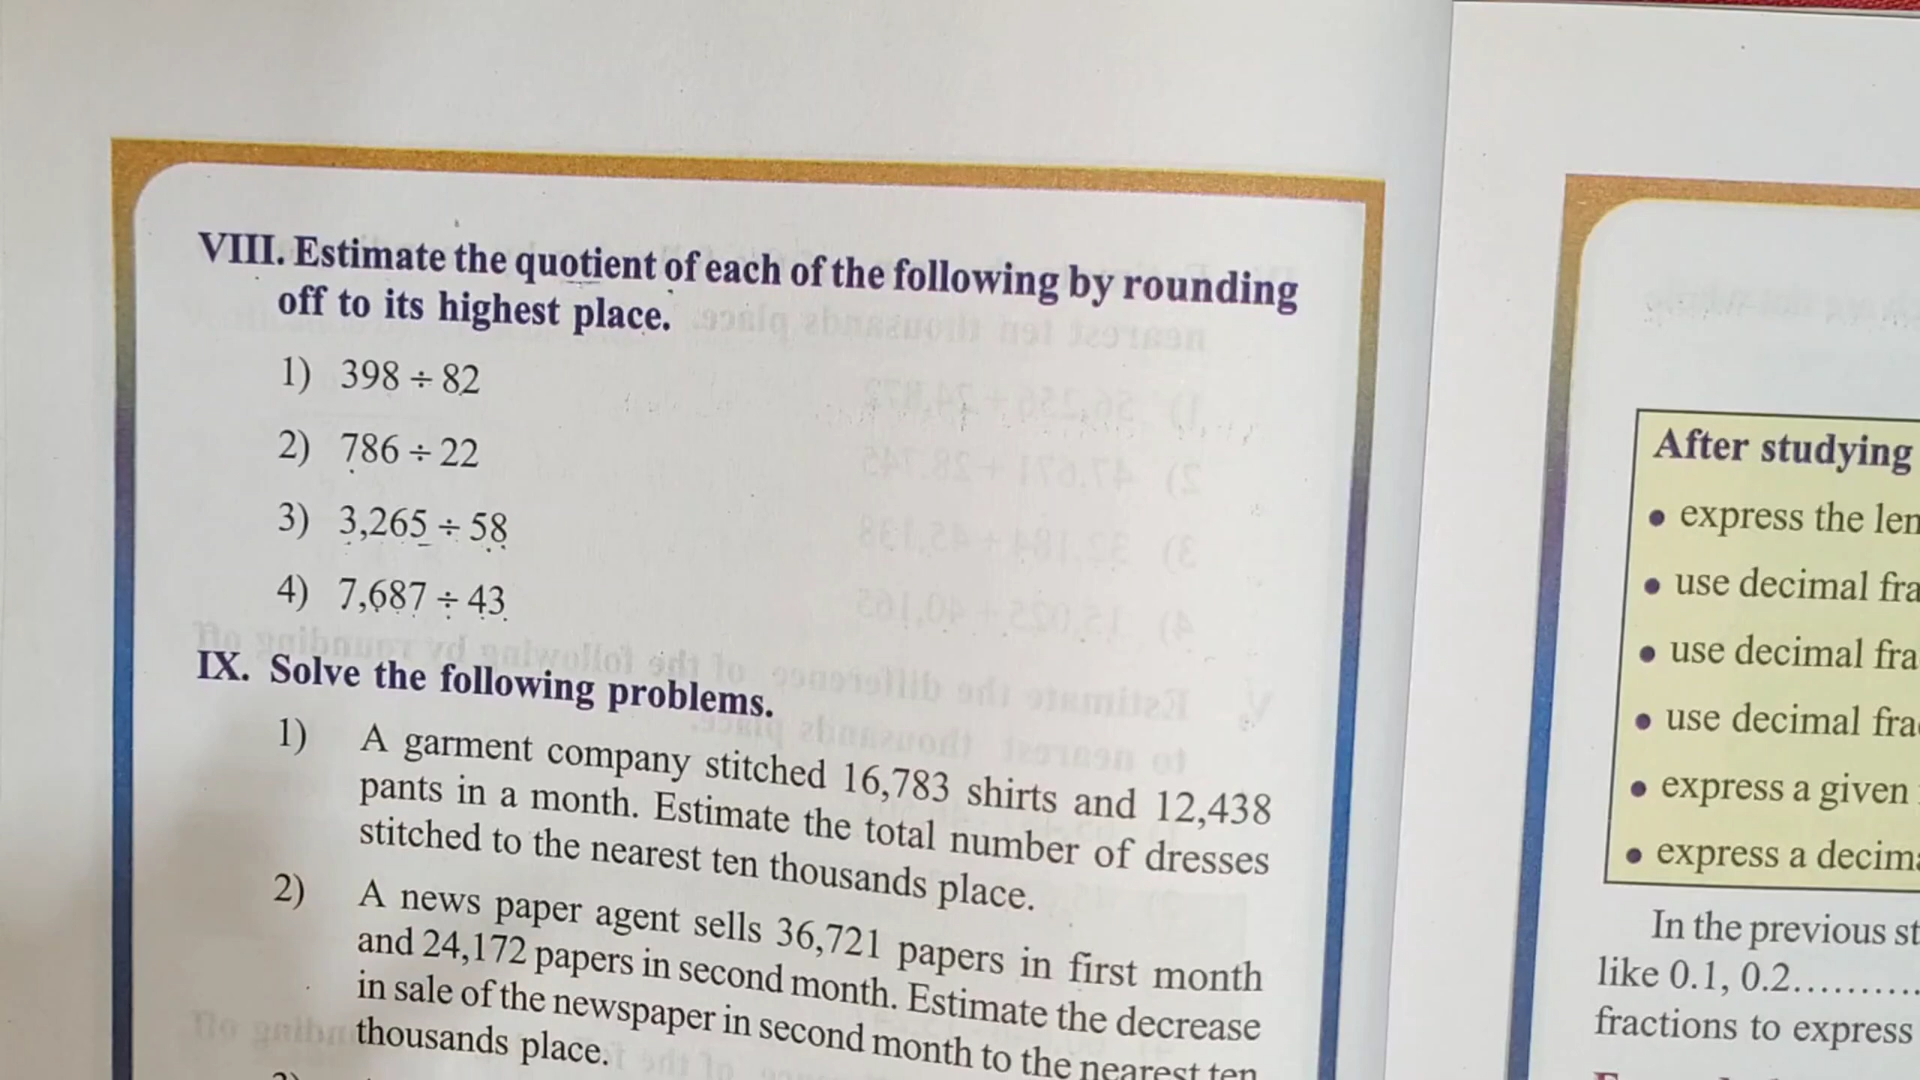 VIII. Estimate the quotient of each of the following by rounding
off to its highest place.
1) 398 ÷ 82
2) 786 ÷ 22
3) 3,265 ÷ 58
4) 7,687 ÷ 43
IX. Solve the following problems.
1) A garment company stitched 16,783 shirts and 12,438
pants in a month. Estimate the total number of dresses
stitched to the nearest ten thousands place.
2) A news paper agent sells 36,721 papers in first month
and 24,172 papers in second month. Estimate the decrease
in sale of the newspaper in second month to the nearest ten
thousands place.
After studying
• express the len
• use decimal fra
• use decimal fra
• use decimal fra
• express a given
• express a decima
In the previous st
like 0.1, 0.2..........
fractions to express